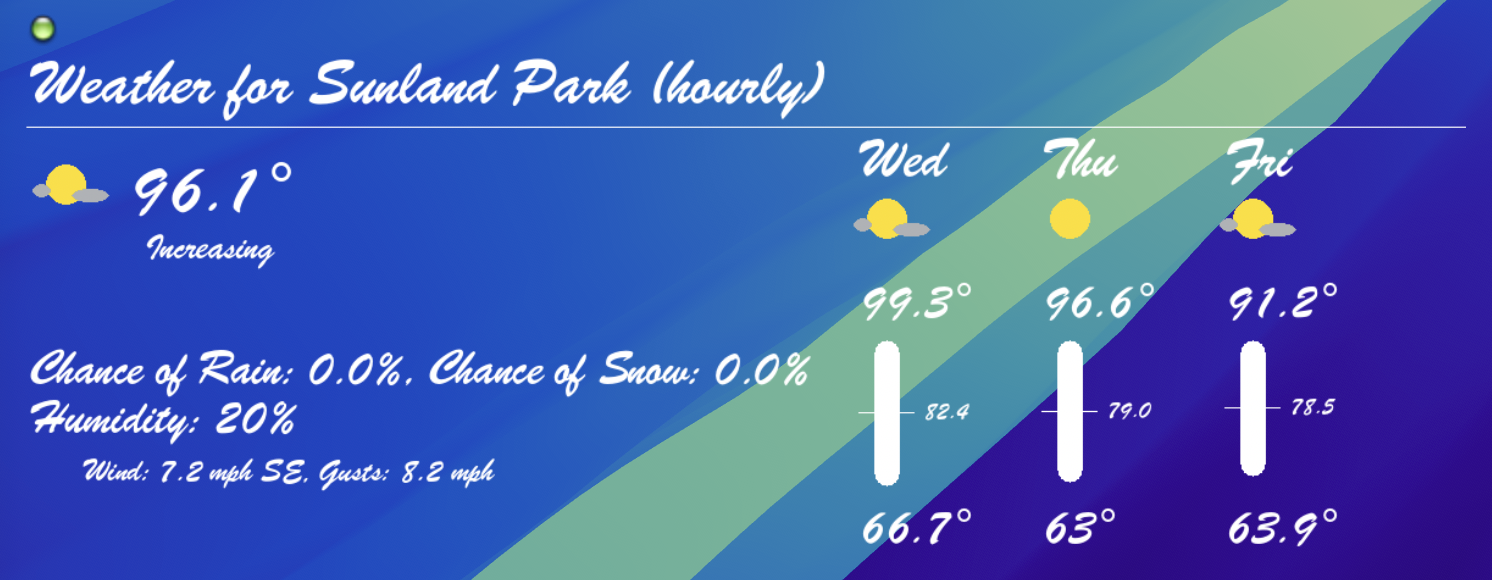 Weather for Sunland Park (hourly)
96.1°
Increasing
Chance of Rain: 0.0%, Chance of Snow: 0.0%
Humidity: 20%
Wind: 7.2 mph SE, Gusts: 8.2 mph
Wed Thu Fri
99.3° 96.6° 91.2°
82.4 79.0 78.5
66.7° 63° 63.9°